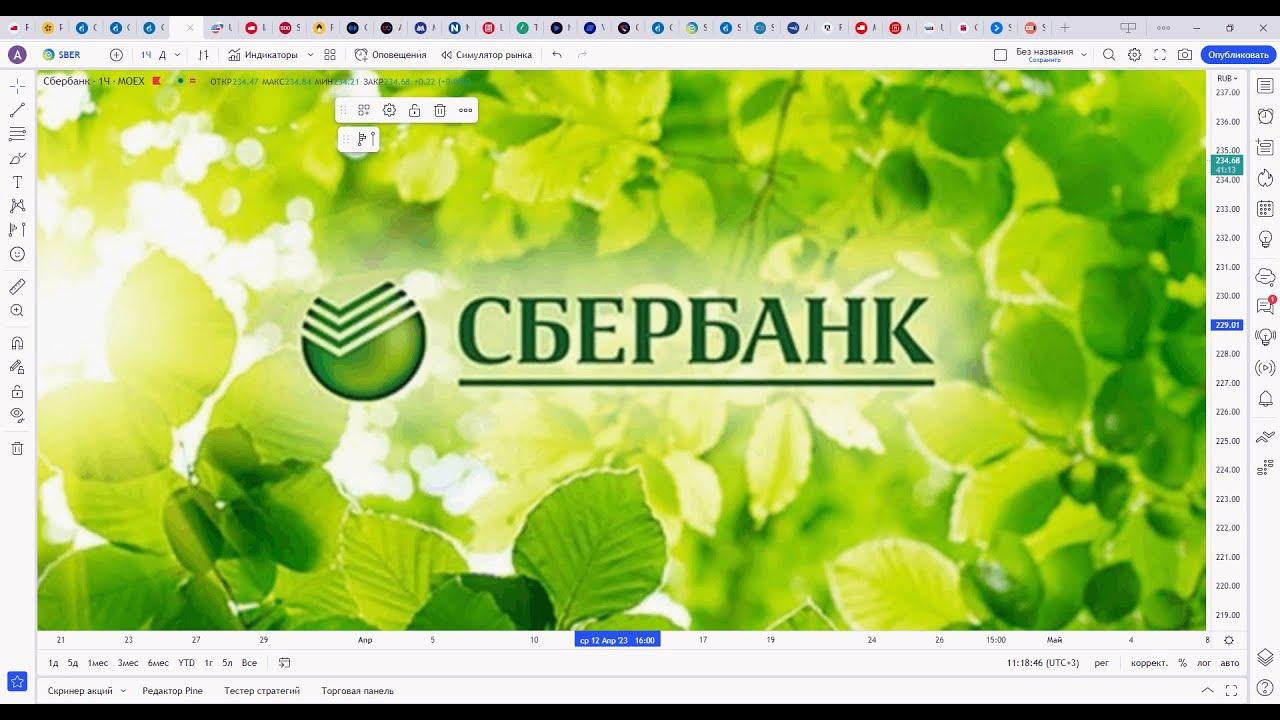 A SBER 1Ч Д Индикаторы Оповещения Симулятор рынка Без названия Опубликовать
Сохранить
Сбербанк · 1Ч · MOEX ОТКР234.47 МАКС234.84 МИН234.21 ЗАКР234.68 +0.22
RUB
237.00
236.00
235.00
234.68
41:13
234.00
233.00
232.00
231.00
230.00
229.01
228.00
227.00
226.00
225.00
224.00
223.00
222.00
221.00
220.00
219.00
СБЕРБАНК
21 23 27 29 Апр 5 10 ср 12 Апр '23 16:00 17 19 24 26 15:00 Май 4 8
1д 5д 1мес 3мес 6мес YTD 1г 5л Все 11:18:46 (UTC+3) рег коррект. % лог авто
Скринер акций Редактор Pine Тестер стратегий Торговая панель